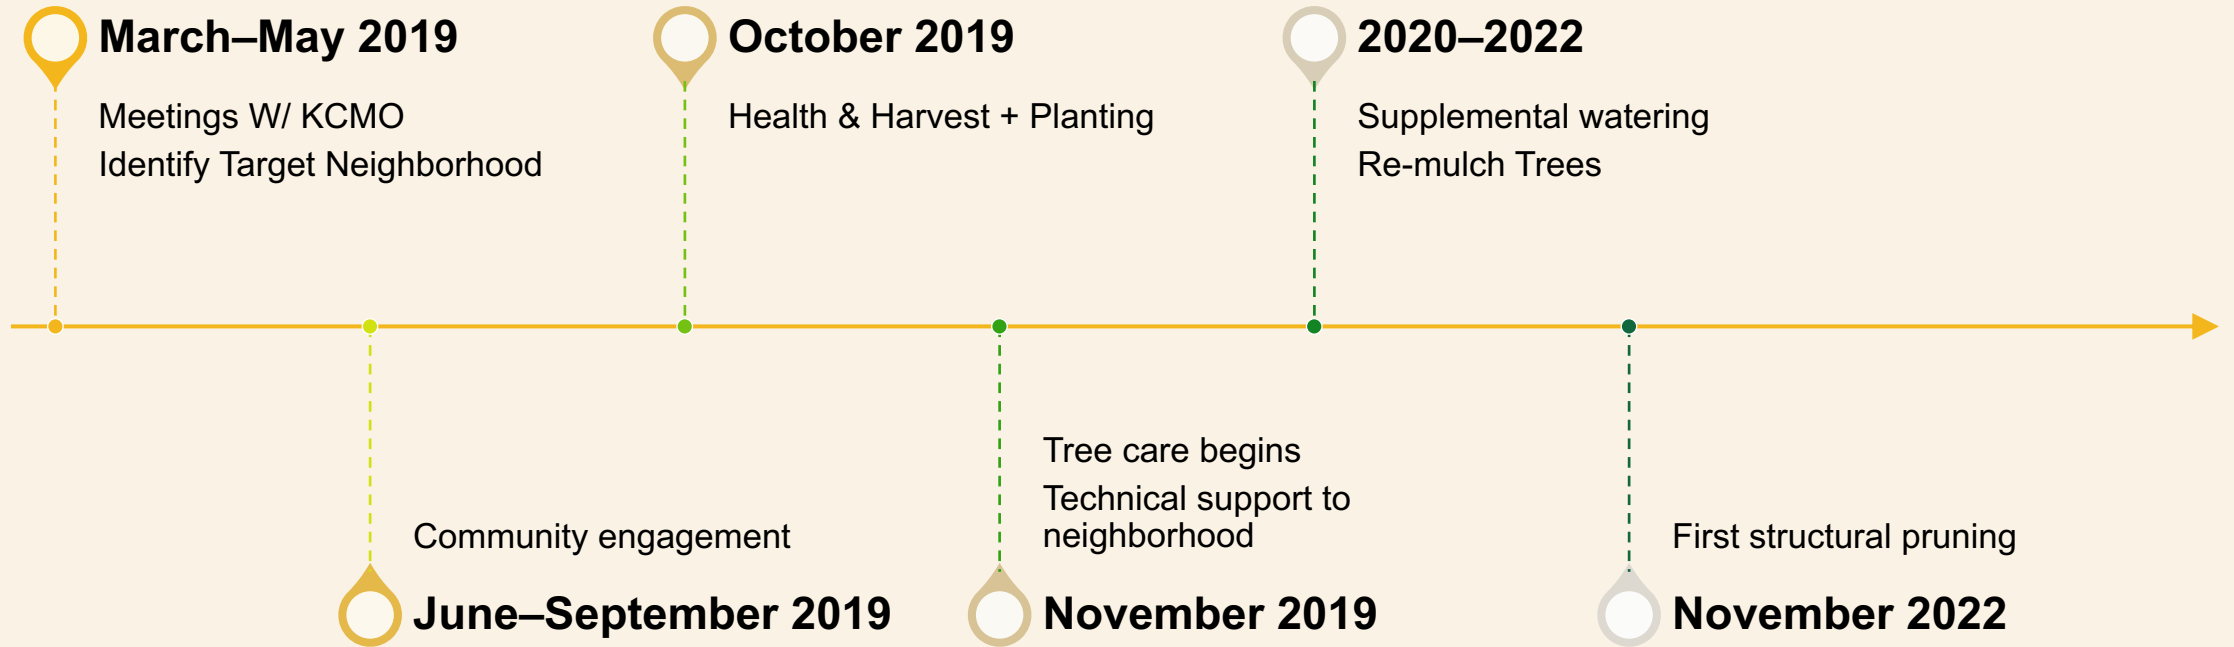 March–May 2019
Meetings W/ KCMO
Identify Target Neighborhood
October 2019
Health & Harvest + Planting
2020–2022
Supplemental watering
Re-mulch Trees
Community engagement
June–September 2019
Tree care begins
Technical support to
neighborhood
November 2019
First structural pruning
November 2022